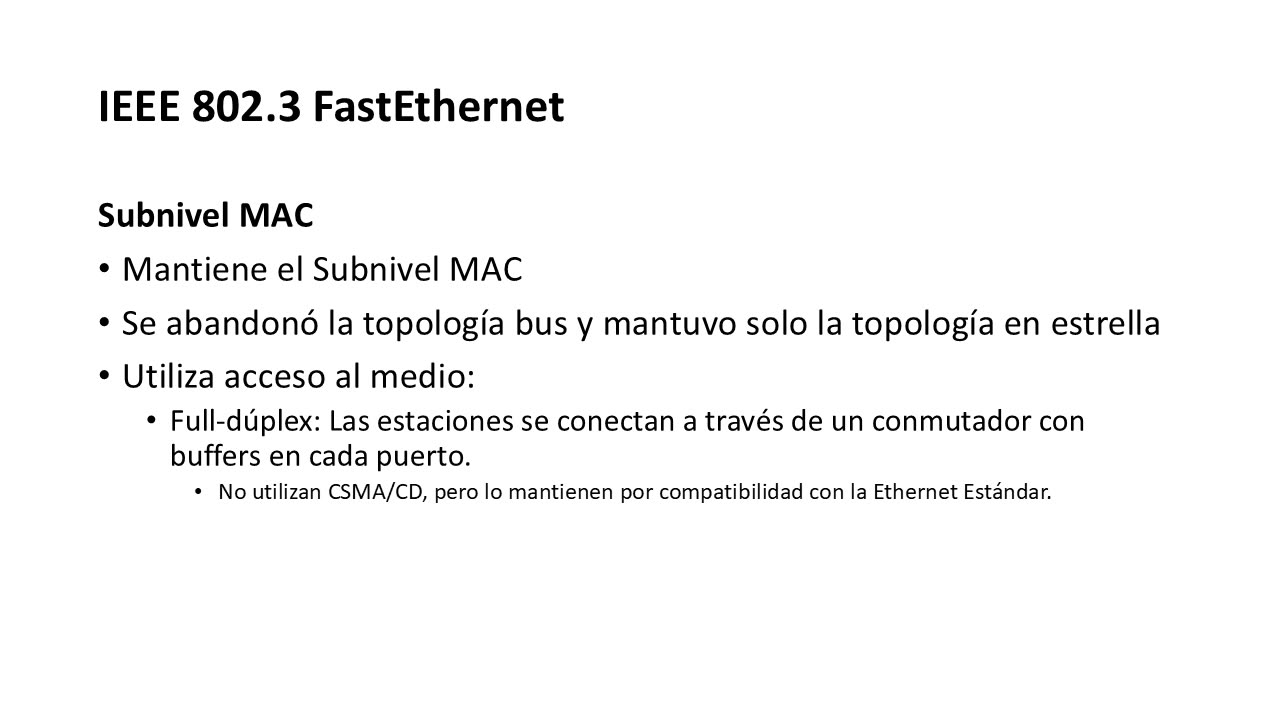 IEEE 802.3 FastEthernet
Subnivel MAC
• Mantiene el Subnivel MAC
• Se abandonó la topología bus y mantuvo solo la topología en estrella
• Utiliza acceso al medio:
• Full-dúplex: Las estaciones se conectan a través de un conmutador con
buffers en cada puerto.
• No utilizan CSMA/CD, pero lo mantienen por compatibilidad con la Ethernet Estándar.